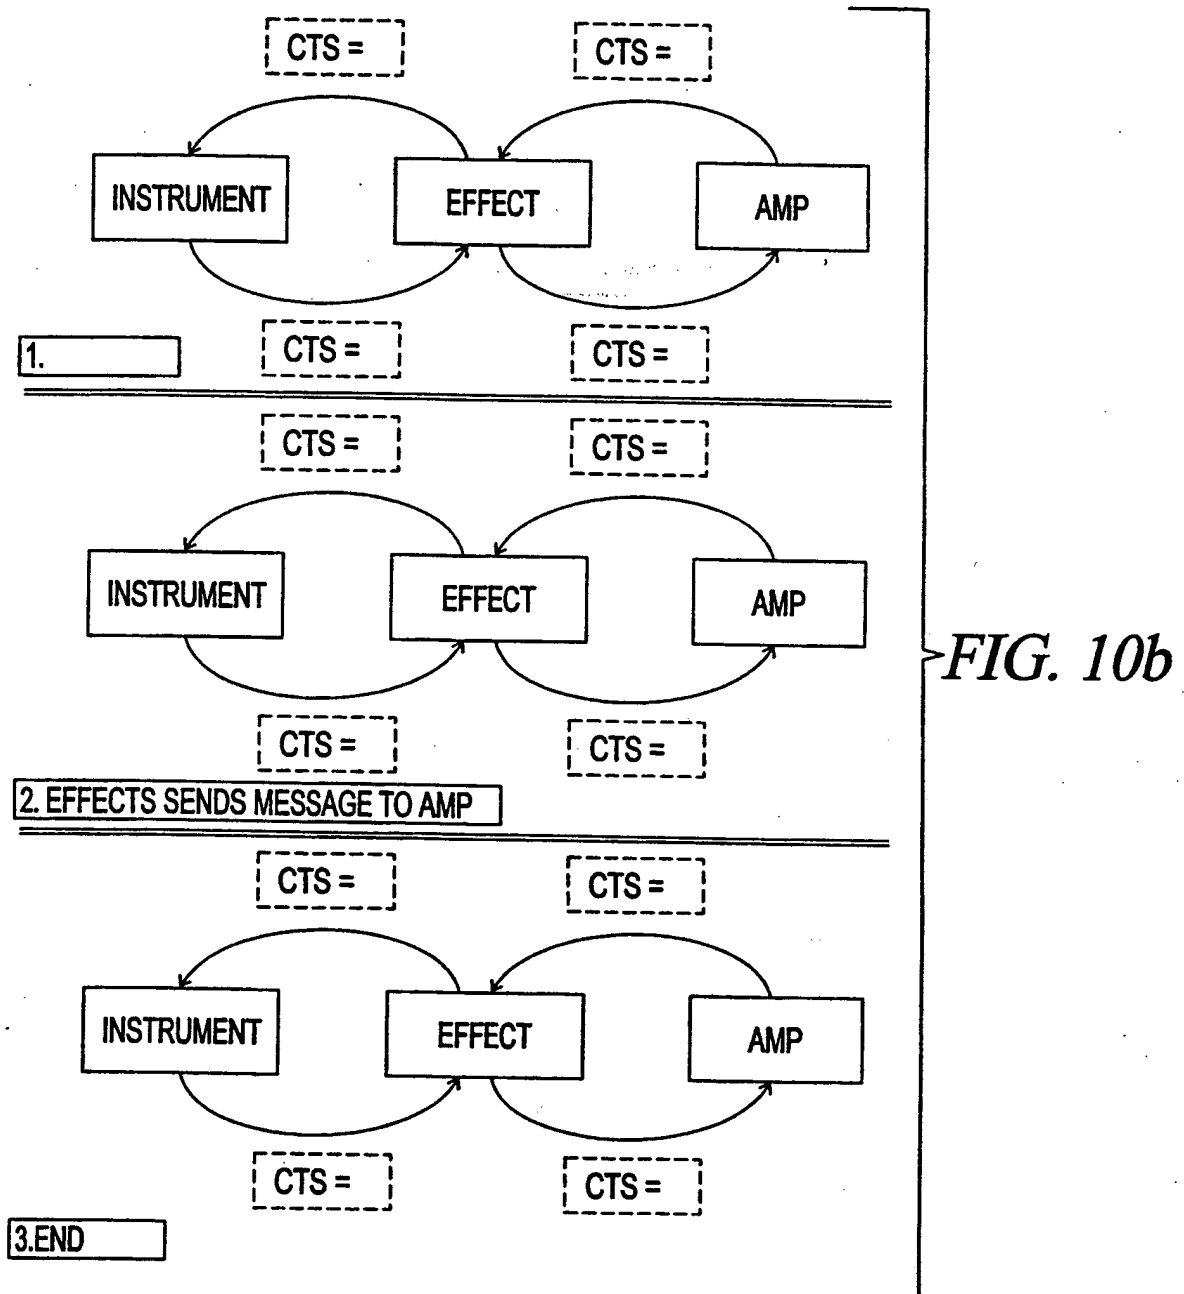 CTS = CTS =
INSTRUMENT EFFECT AMP
CTS = CTS =
1.
CTS = CTS =
INSTRUMENT EFFECT AMP
CTS = CTS =
2. EFFECTS SENDS MESSAGE TO AMP
CTS = CTS =
INSTRUMENT EFFECT AMP
CTS = CTS =
3.END
FIG. 10b